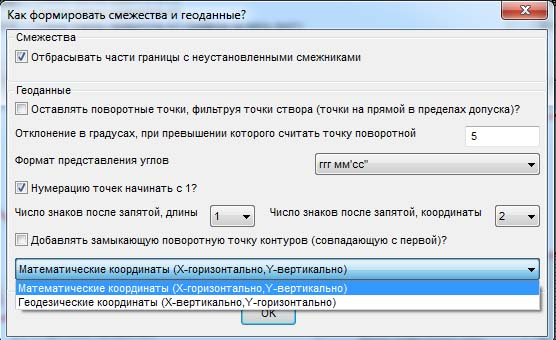 Как формировать смежества и геоданные?
Смежества
Отбрасывать части границы с неустановленными смежниками
Геоданные
Оставлять поворотные точки, фильтруя точки створа (точки на прямой в пределах допуска)?
Отклонение в градусах, при превышении которого считать точку поворотной 5
Формат представления углов ггг мм'сс"
Нумерацию точек начинать с 1?
Число знаков после запятой, длины 1 Число знаков после запятой, координаты 2
Добавлять замыкающую поворотную точку контуров (совпадающую с первой)?
Математические координаты (X-горизонтально,Y-вертикально)
Математические координаты (X-горизонтально,Y-вертикально)
Геодезические координаты (X-вертикально,Y-горизонтально)
OK